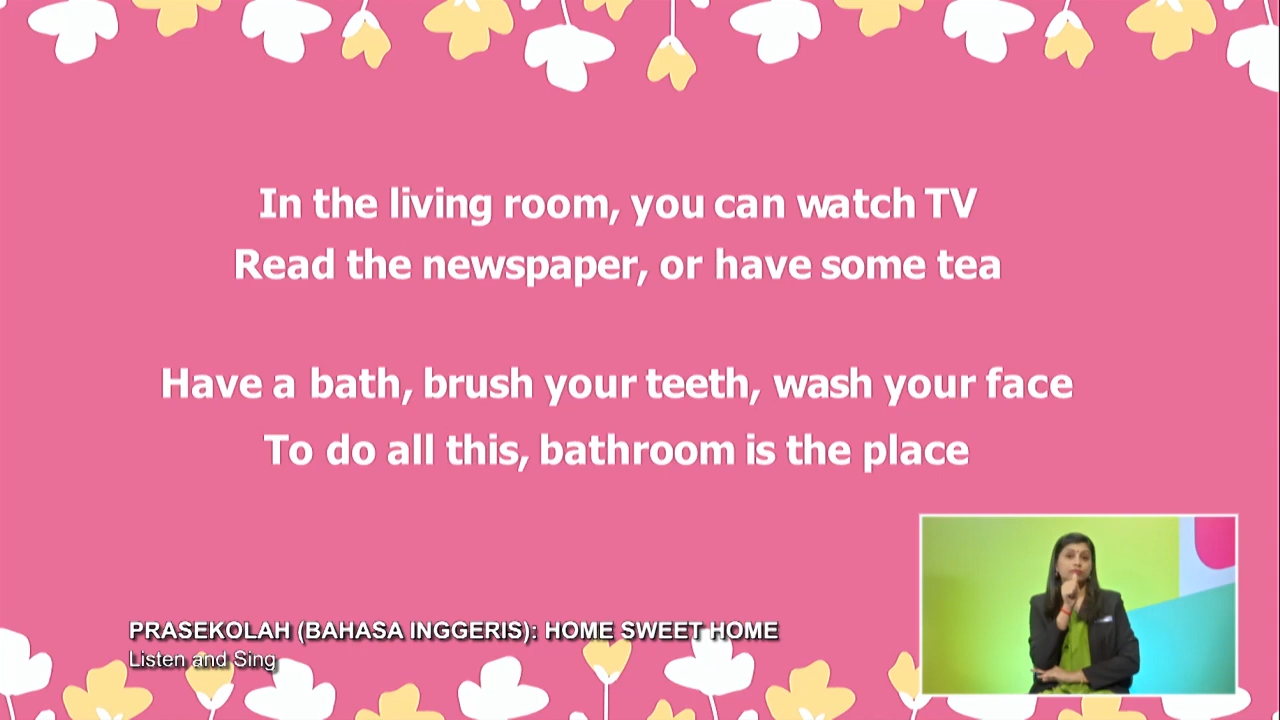 In the living room, you can watch TV
Read the newspaper, or have some tea
Have a bath, brush your teeth, wash your face
To do all this, bathroom is the place
PRASEKOLAH (BAHASA INGGERIS): HOME SWEET HOME
Listen and Sing